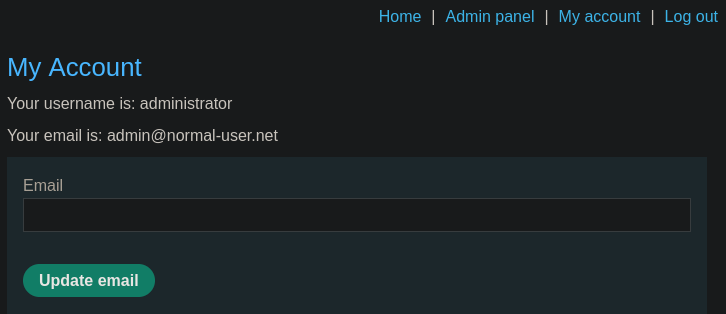 Home | Admin panel | My account | Log out
My Account
Your username is: administrator
Your email is: admin@normal-user.net
Email
Update email